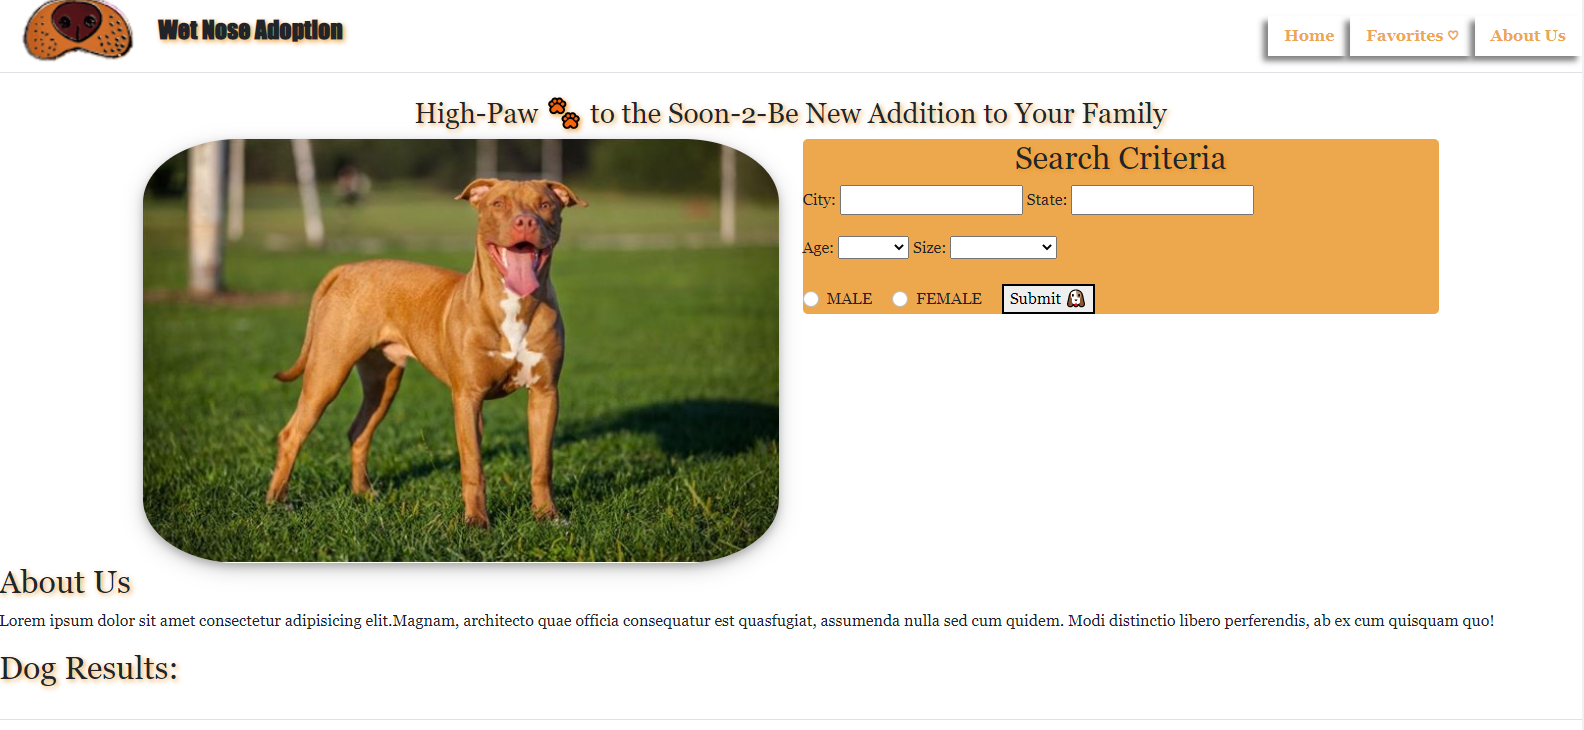 Wet Nose Adoption
Home Favorites ♡ About Us
High-Paw 🐾 to the Soon-2-Be New Addition to Your Family
Search Criteria
City: State:
Age: Size:
MALE FEMALE Submit
About Us
Lorem ipsum dolor sit amet consectetur adipisicing elit.Magnam, architecto quae officia consequatur est quasfugiat, assumenda nulla sed cum quidem. Modi distinctio libero perferendis, ab ex cum quisquam quo!
Dog Results: